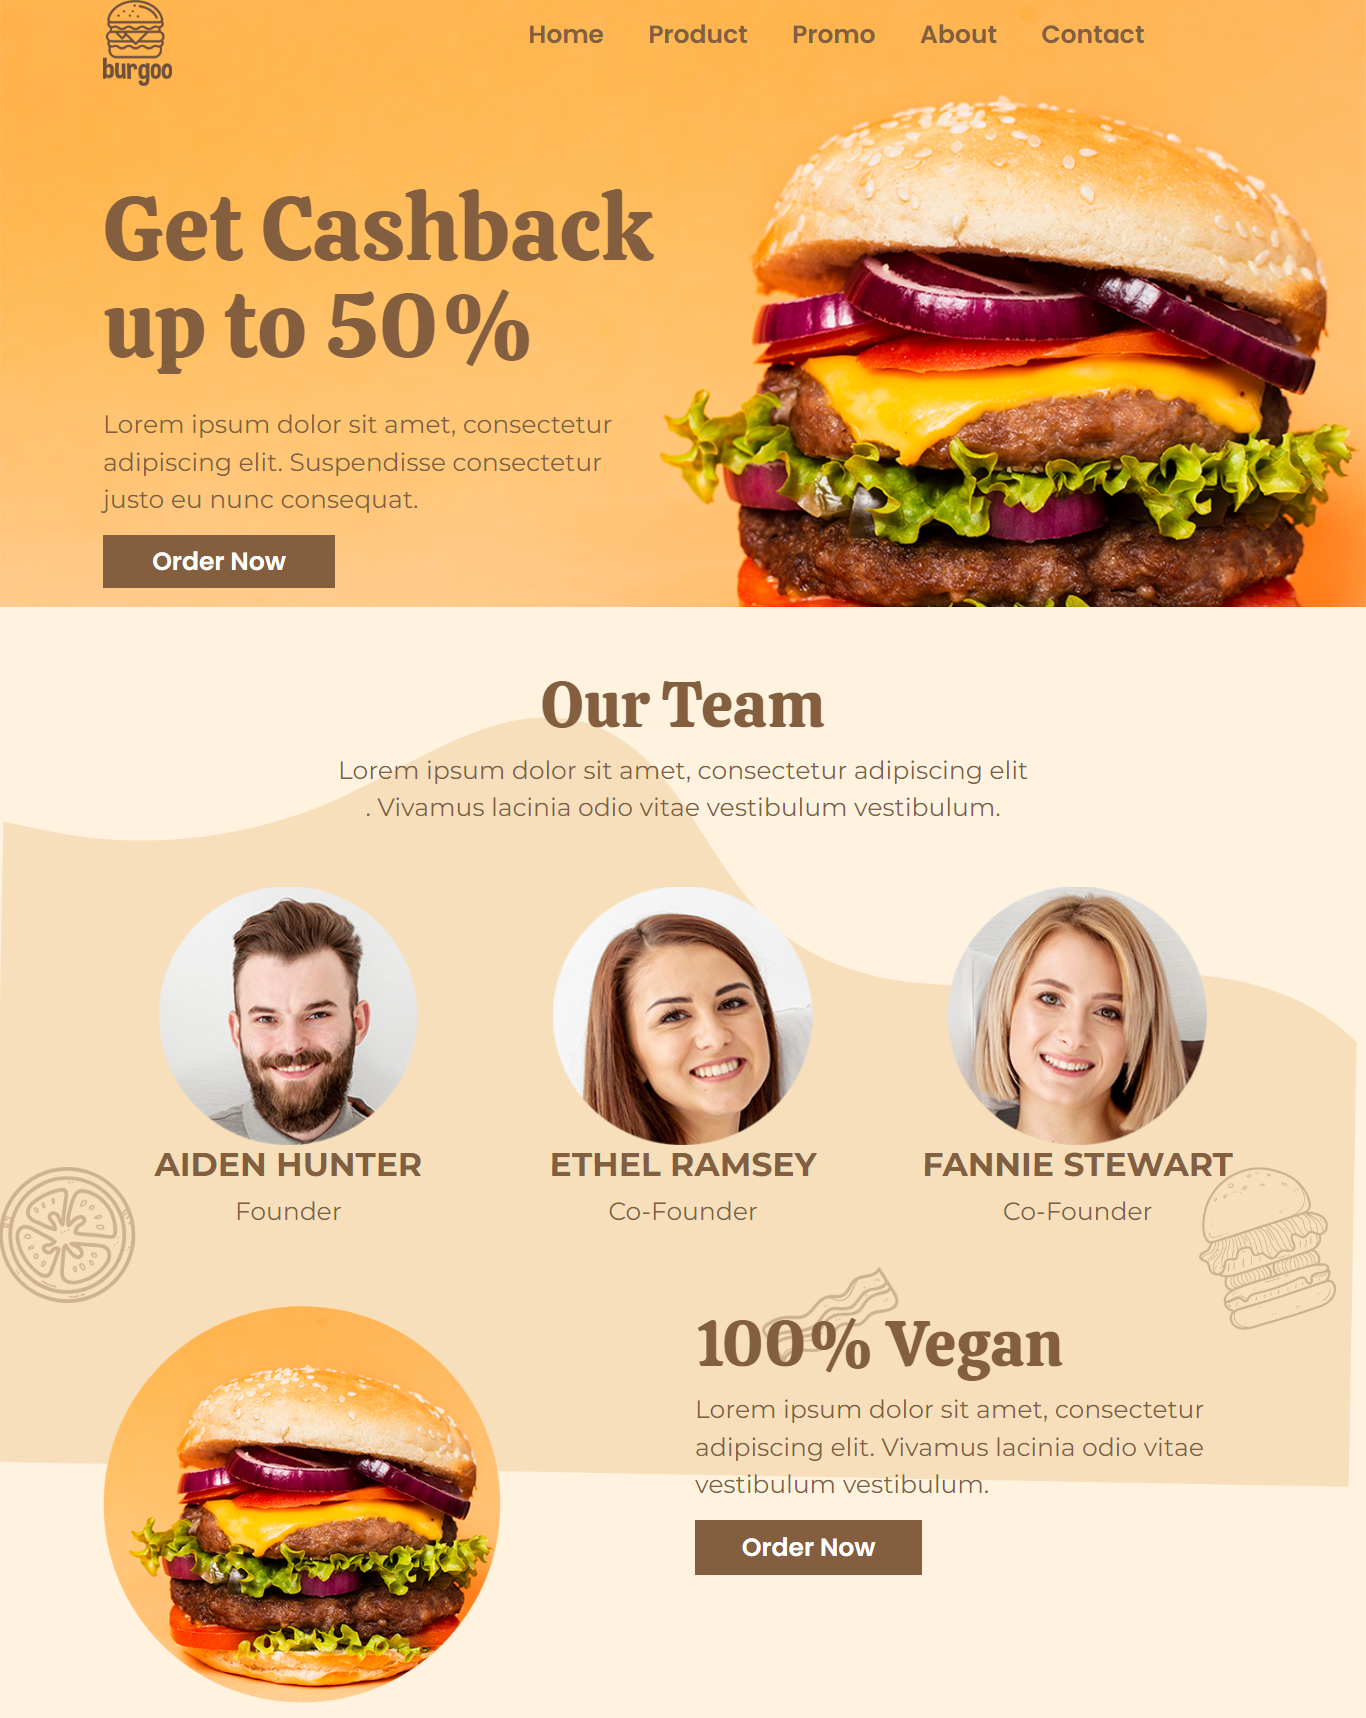 burgoo
Home Product Promo About Contact
Get Cashback
up to 50%
Lorem ipsum dolor sit amet, consectetur
adipiscing elit. Suspendisse consectetur
justo eu nunc consequat.
Order Now
Our Team
Lorem ipsum dolor sit amet, consectetur adipiscing elit
. Vivamus lacinia odio vitae vestibulum vestibulum.
AIDEN HUNTER
Founder
ETHEL RAMSEY
Co-Founder
FANNIE STEWART
Co-Founder
100% Vegan
Lorem ipsum dolor sit amet, consectetur
adipiscing elit. Vivamus lacinia odio vitae
vestibulum vestibulum.
Order Now